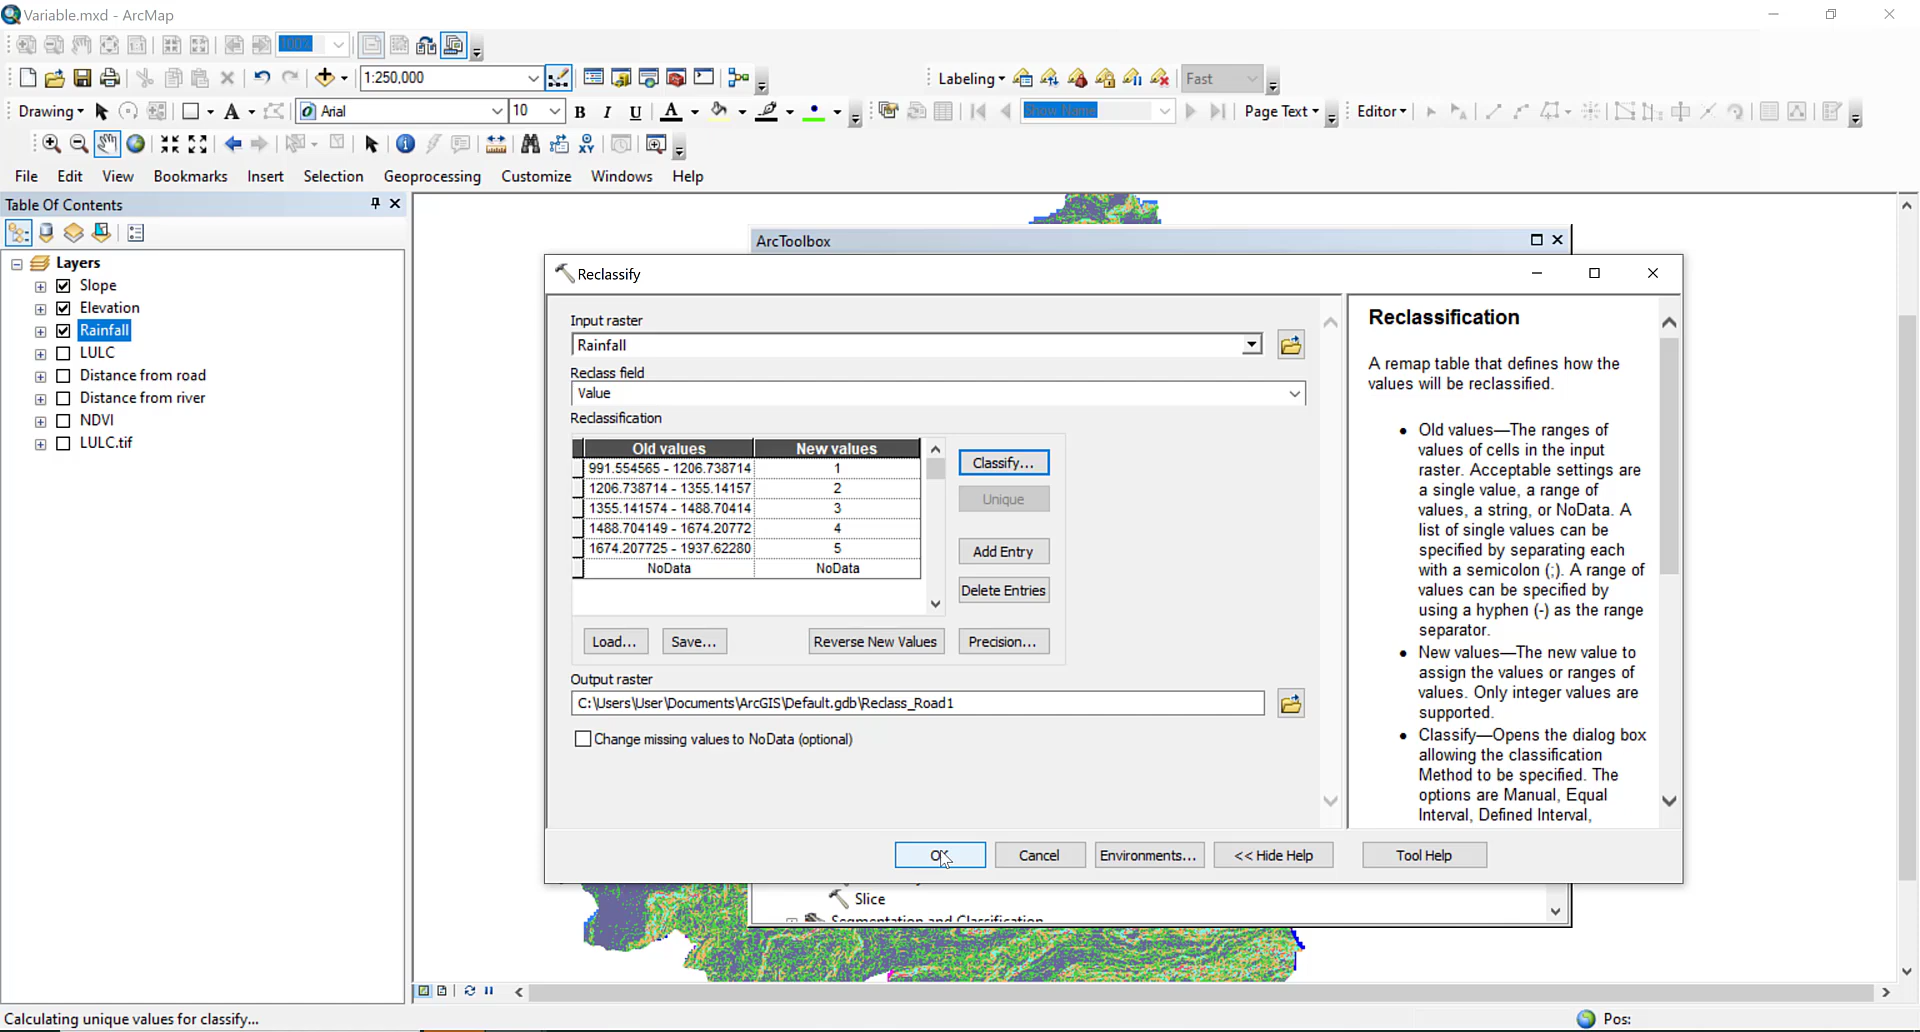 Variable.mxd - ArcMap
100%
1:250,000
Labeling
Fast
Drawing
A
Arial
10
B I U A
Show Name
Page Text
Editor
XY
File Edit View Bookmarks Insert Selection Geoprocessing Customize Windows Help
Table Of Contents
Layers
Slope
Elevation
Rainfall
LULC
Distance from road
Distance from river
NDVI
LULC.tif
ArcToolbox
Reclassify
Input raster
Rainfall
Reclass field
Value
Reclassification
Old values New values
991.554565 - 1206.738714 1
1206.738714 - 1355.14157 2
1355.141574 - 1488.70414 3
1488.704149 - 1674.20772 4
1674.207725 - 1937.62280 5
NoData NoData
Classify...
Unique
Add Entry
Delete Entries
Load... Save... Reverse New Values Precision...
Output raster
C:\Users\User\Documents\ArcGIS\Default.gdb\Reclass_Road1
Change missing values to NoData (optional)
OK Cancel Environments... << Hide Help Tool Help
Reclassification
A remap table that defines how the
values will be reclassified.
• Old values—The ranges of
values of cells in the input
raster. Acceptable settings are
a single value, a range of
values, a string, or NoData. A
list of single values can be
specified by separating each
with a semicolon (;). A range of
values can be specified by
using a hyphen (-) as the range
separator.
• New values—The new value to
assign the values or ranges of
values. Only integer values are
supported.
• Classify—Opens the dialog box
allowing the classification
Method to be specified. The
options are Manual, Equal
Interval, Defined Interval,
Slice
Segmentation and Classification
Calculating unique values for classify...
Pos: